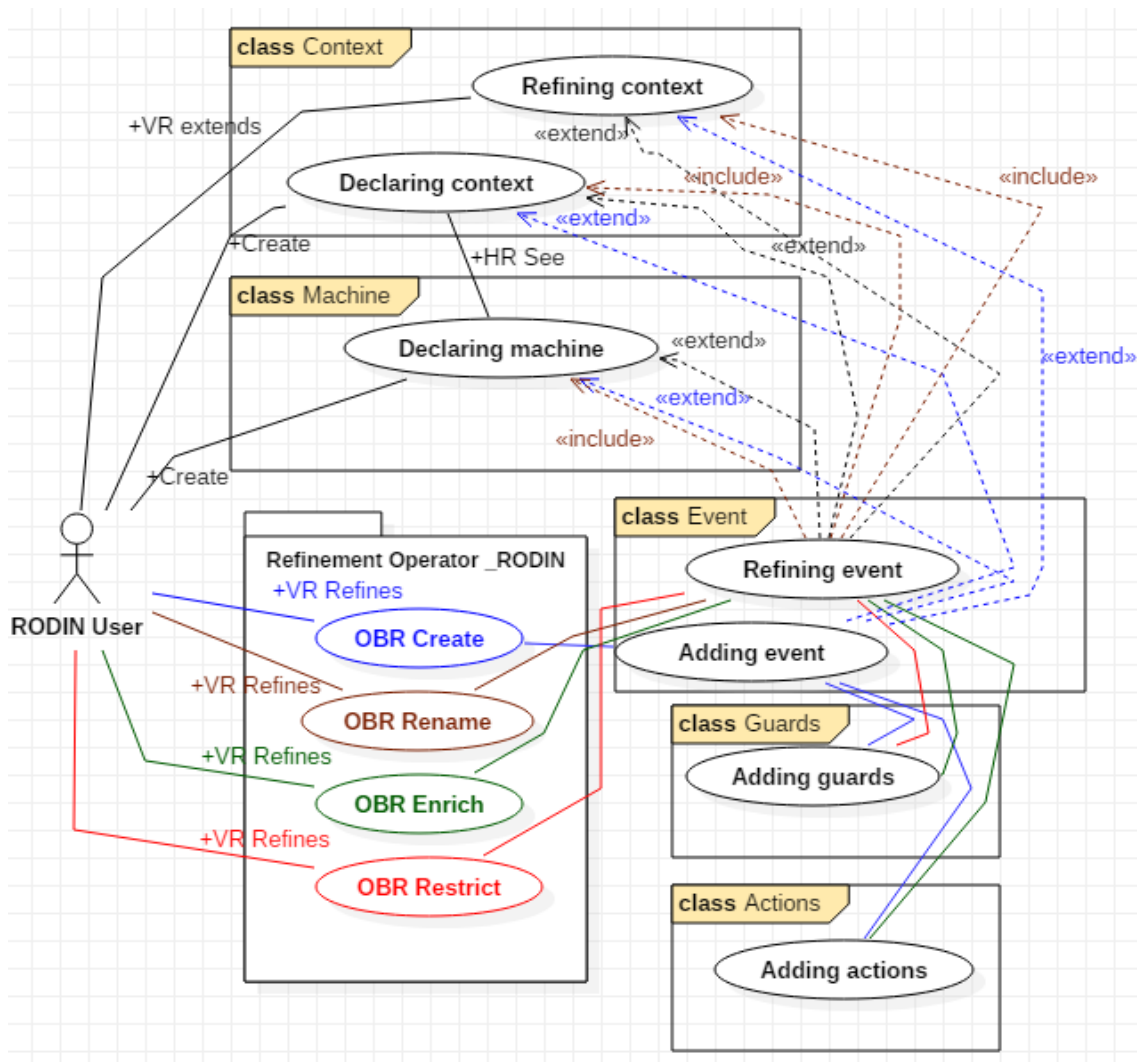 class Context
Refining context
+VR extends
«extend»
Declaring context
«include»
«include»
«extend»
+Create
«extend»
+HR See
class Machine
Declaring machine
«extend»
«extend»
«extend»
«include»
+Create
class Event
Refinement Operator _RODIN
Refining event
+VR Refines
RODIN User
OBR Create
Adding event
+VR Refines
OBR Rename
class Guards
+VR Refines
Adding guards
OBR Enrich
+VR Refines
OBR Restrict
class Actions
Adding actions